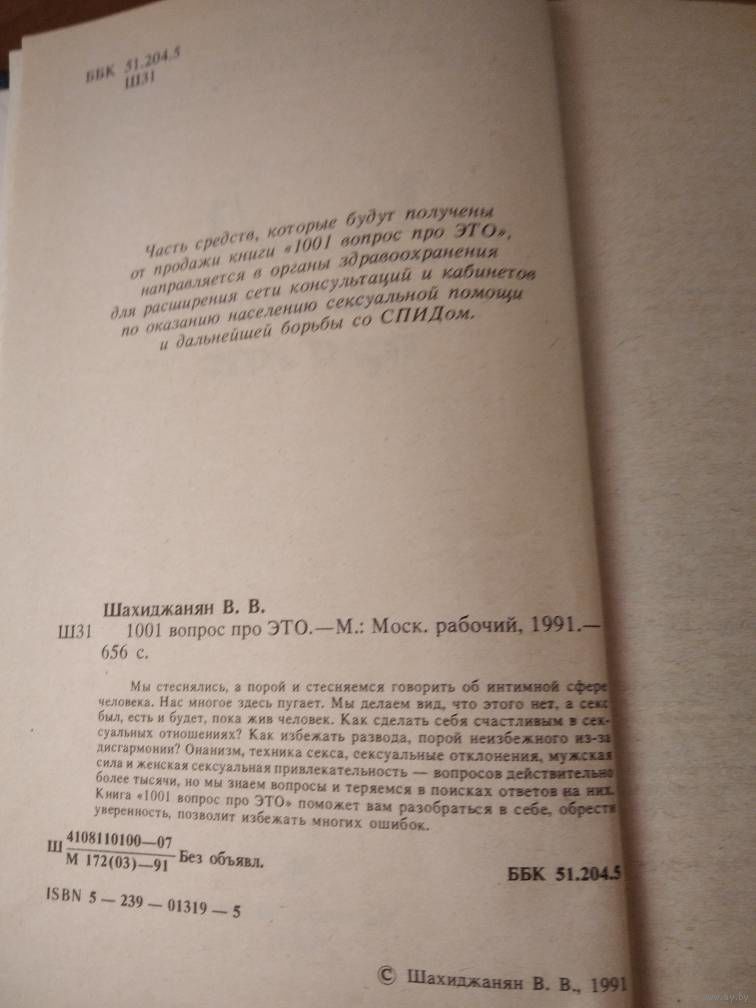 ББК 51.204.5
Ш31
Часть средств, которые будут получены
от продажи книги «1001 вопрос про ЭТО»,
направляется в органы здравоохранения
для расширения сети консультаций и кабинетов
по оказанию населению сексуальной помощи
и дальнейшей борьбы со СПИДом.
Шахиджанян В. В.
Ш31 1001 вопрос про ЭТО.—М.: Моск. рабочий, 1991.—
656 с.
Мы стеснялись, а порой и стесняемся говорить об интимной сфере
человека. Нас многое здесь пугает. Мы делаем вид, что этого нет, а секс
был, есть и будет, пока жив человек. Как сделать себя счастливым в сек-
суальных отношениях? Как избежать развода, порой неизбежного из-за
дисгармонии? Онанизм, техника секса, сексуальные отклонения, мужская
сила и женская сексуальная привлекательность — вопросов действительно
более тысячи, но мы знаем вопросы и теряемся в поисках ответов на них.
Книга «1001 вопрос про ЭТО» поможет вам разобраться в себе, обрести
уверенность, позволит избежать многих ошибок.
Ш 4108110100—07
М 172(03)—91 Без объявл.
ББК 51.204.5
ISBN 5 — 239 — 01319 — 5
© Шахиджанян В. В., 1991